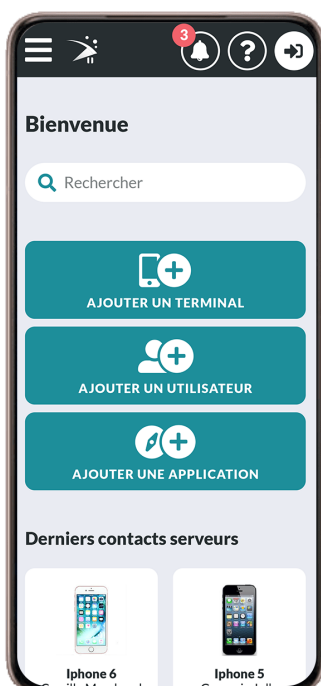 3
Bienvenue
Rechercher
AJOUTER UN TERMINAL
AJOUTER UN UTILISATEUR
AJOUTER UNE APPLICATION
Derniers contacts serveurs
Iphone 6
Iphone 5